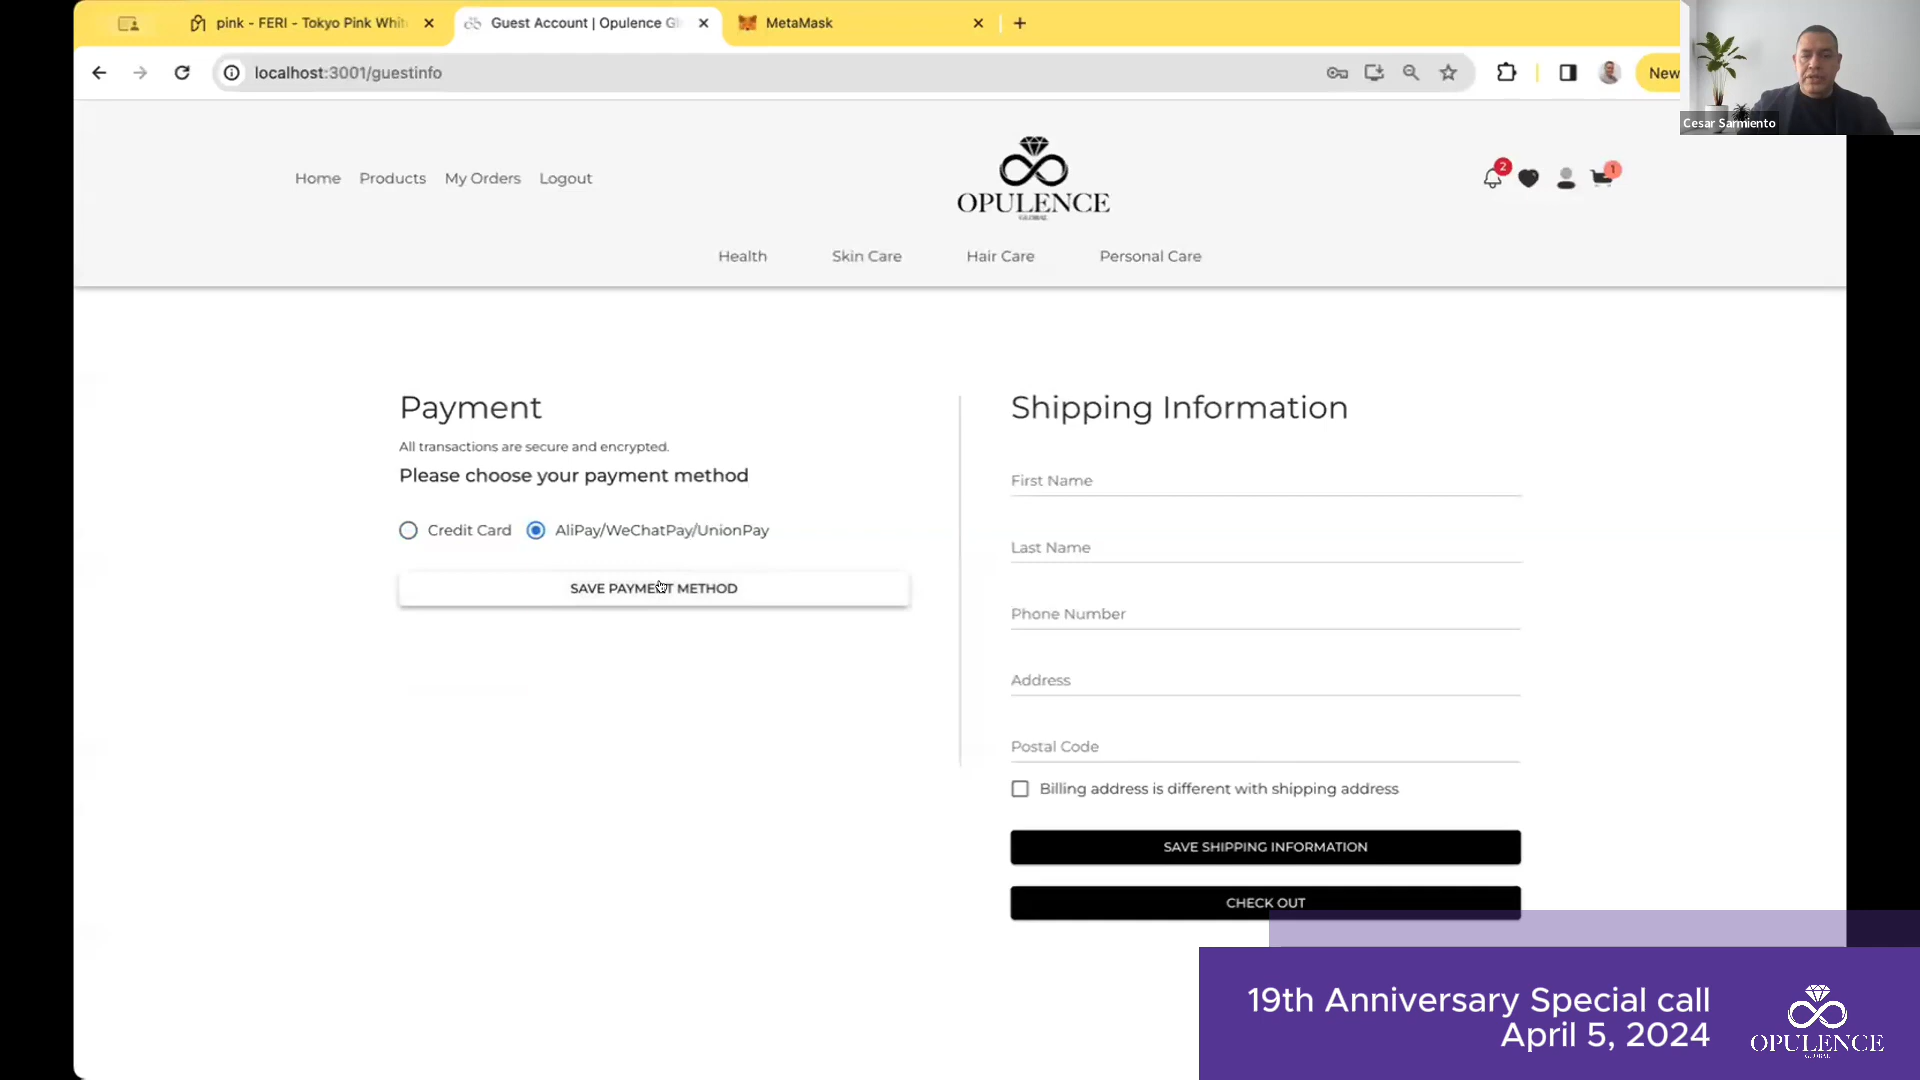 pink - FERI - Tokyo Pink Whit
Guest Account | Opulence Gl
MetaMask
localhost:3001/guestinfo
New
Cesar Sarmiento
Home
Products
My Orders
Logout
OPULENCE
GLOBAL
2
1
Health
Skin Care
Hair Care
Personal Care
Payment
All transactions are secure and encrypted.
Please choose your payment method
Credit Card
AliPay/WeChatPay/UnionPay
SAVE PAYMENT METHOD
Shipping Information
First Name
Last Name
Phone Number
Address
Postal Code
Billing address is different with shipping address
SAVE SHIPPING INFORMATION
CHECK OUT
19th Anniversary Special call
April 5, 2024
OPULENCE
GLOBAL